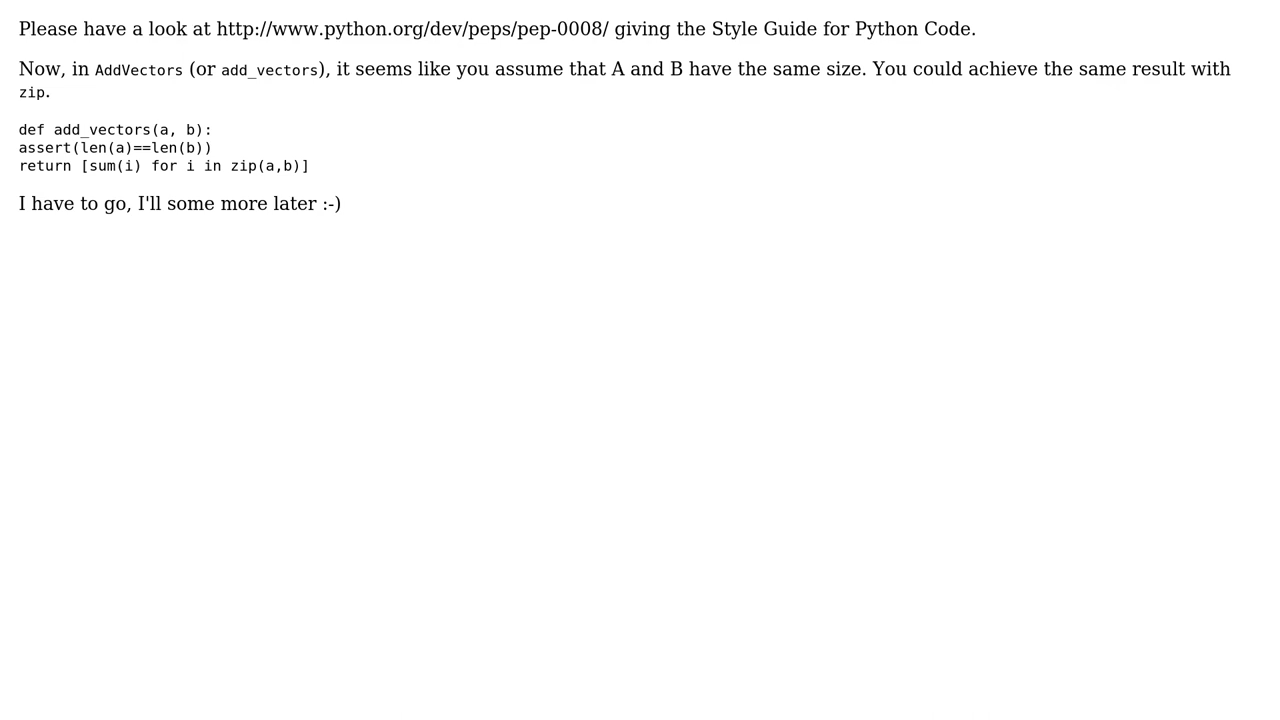 Please have a look at http://www.python.org/dev/peps/pep-0008/ giving the Style Guide for Python Code.
Now, in AddVectors (or add_vectors), it seems like you assume that A and B have the same size. You could achieve the same result with
zip.
def add_vectors(a, b):
assert(len(a)==len(b))
return [sum(i) for i in zip(a,b)]
I have to go, I'll some more later :-)